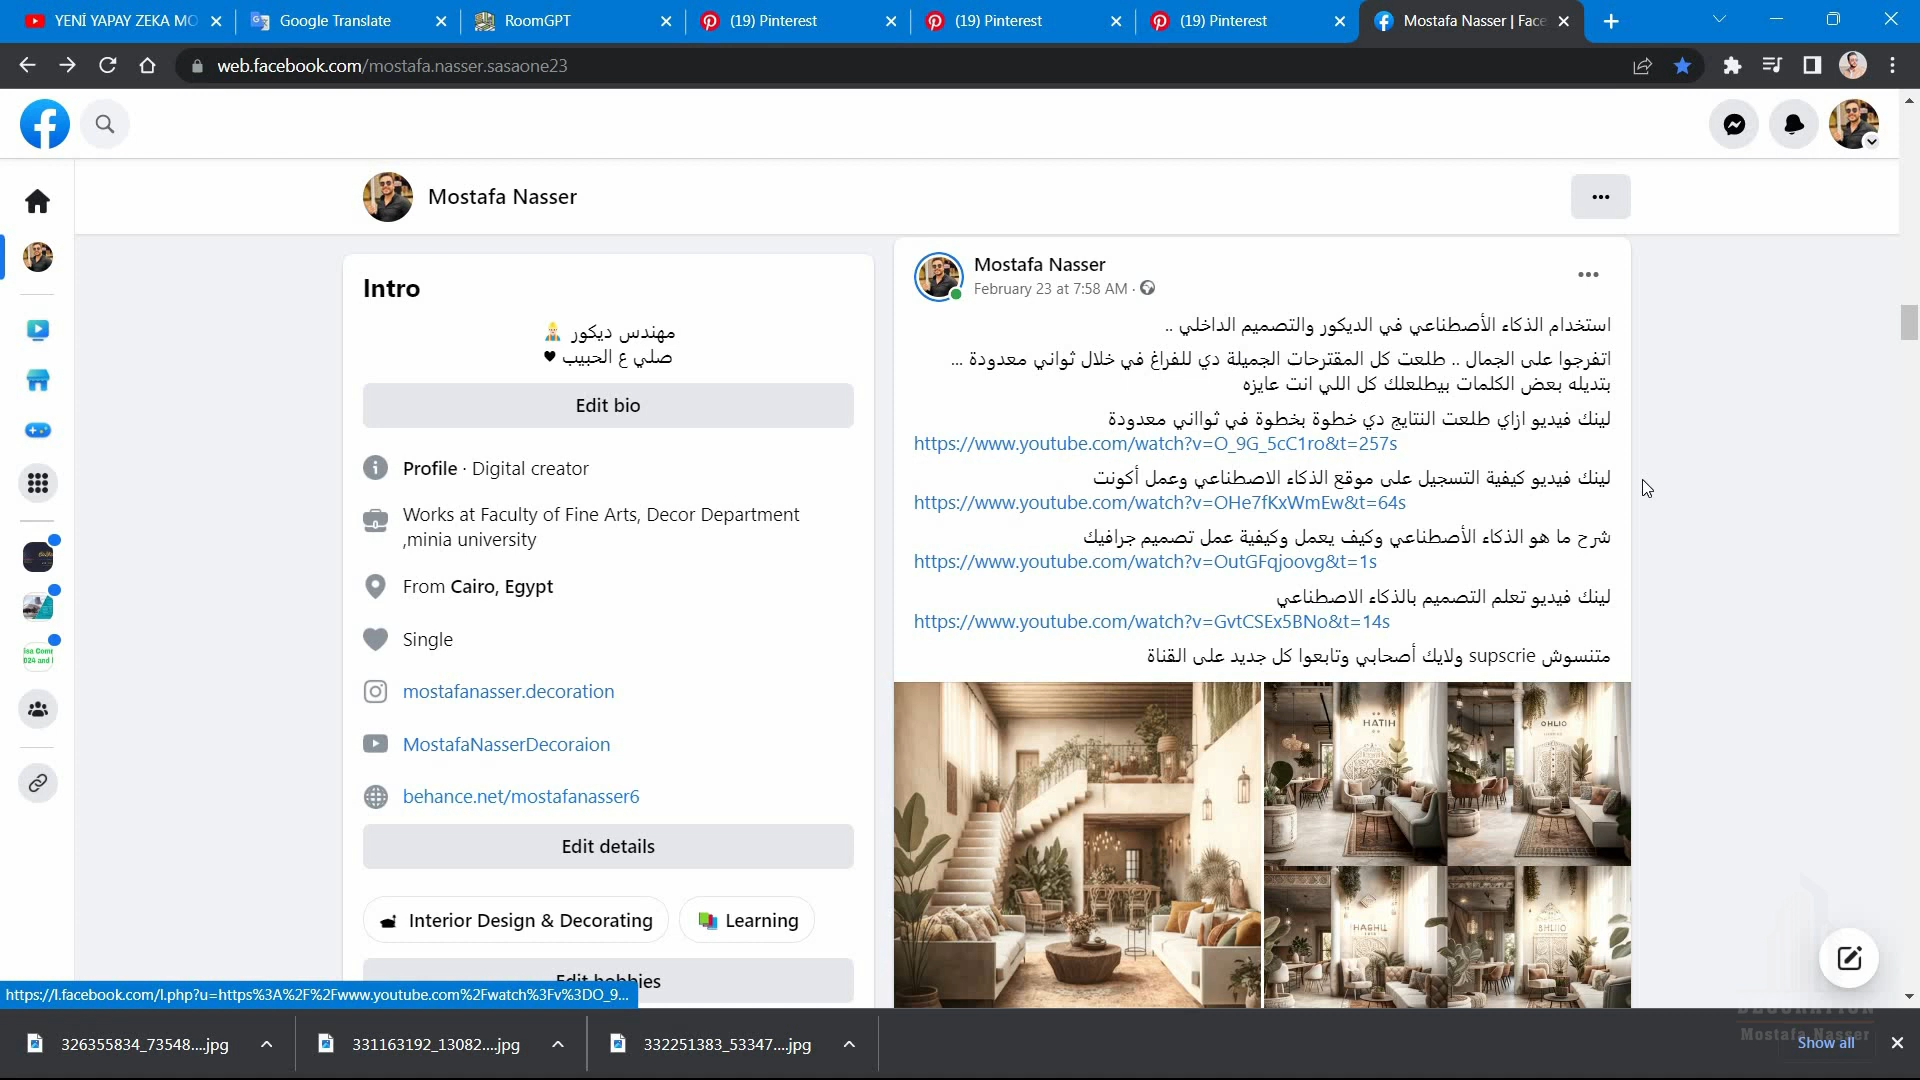 YENİ YAPAY ZEKA MO
Google Translate
RoomGPT
(19) Pinterest
(19) Pinterest
(19) Pinterest
Mostafa Nasser | Face
web.facebook.com/mostafa.nasser.sasaone23
Mostafa Nasser
Intro
مهندس ديكور
صلي ع الحبيب
Edit bio
Profile · Digital creator
Works at Faculty of Fine Arts, Decor Department
,minia university
From Cairo, Egypt
Single
mostafanasser.decoration
MostafaNasserDecoraion
behance.net/mostafanasser6
Edit details
Interior Design & Decorating
Learning
Edit hobbies
Mostafa Nasser
February 23 at 7:58 AM ·
استخدام الذكاء الأصطناعي في الديكور والتصميم الداخلي ..
اتفرجوا على الجمال .. طلعت كل المقترحات الجميلة دي للفراغ في خلال ثواني معدودة ...
بتديله بعض الكلمات بيطلعلك كل اللي انت عايزه
لينك فيديو ازاي طلعت النتايج دي خطوة بخطوة في ثوااني معدودة
https://www.youtube.com/watch?v=O_9G_5cC1ro&t=257s
لينك فيديو كيفية التسجيل على موقع الذكاء الاصطناعي وعمل أكونت
https://www.youtube.com/watch?v=OHe7fKxWmEw&t=64s
شرح ما هو الذكاء الأصطناعي وكيف يعمل وكيفية عمل تصميم جرافيك
https://www.youtube.com/watch?v=OutGFqjoovg&t=1s
لينك فيديو تعلم التصميم بالذكاء الاصطناعي
https://www.youtube.com/watch?v=GvtCSEx5BNo&t=14s
متنسوش supscrie ولايك أصحابي وتابعوا كل جديد على القناة
HATIH
OHLIO
HASHIL
BHLIIO
https://l.facebook.com/l.php?u=https%3A%2F%2Fwww.youtube.com%2Fwatch%3Fv%3DO_9...
326355834_73548....jpg
331163192_13082....jpg
332251383_53347....jpg
DECORATION
Mostafa Nasser
Show all